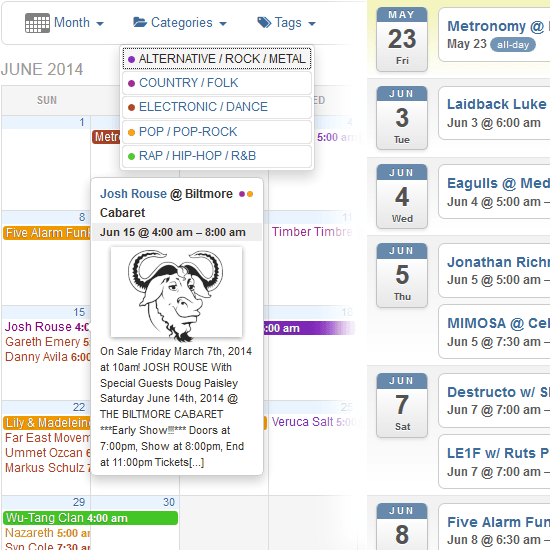 Month
Categories
Tags
ALTERNATIVE / ROCK / METAL
COUNTRY / FOLK
ELECTRONIC / DANCE
POP / POP-ROCK
RAP / HIP-HOP / R&B
JUNE 2014
SUN
ED
1
4
Metro
5:00 am
Josh Rouse @ Biltmore
Cabaret
Jun 15 @ 4:00 am – 8:00 am
On Sale Friday March 7th, 2014
at 10am! JOSH ROUSE With
Special Guests Doug Paisley
Saturday June 14th, 2014 @
THE BILTMORE CABARET
***Early Show!!!*** Doors at
7:00pm, Show at 8:00pm, End
at 11:00pm Tickets[...]
8
11
Five Alarm Fun
Timber Timbre
15
18
Josh Rouse 4:0
:00 am
Gareth Emery 5
Danny Avila 6:00
22
25
Lily & Madeleine
Veruca Salt 5:00
Far East Movem
Ummet Ozcan 6
Markus Schulz 7
29
30
Wu-Tang Clan 4:00 am
Nazareth 5:00 am
Syn Cole 7:30 am
MAY
23
Fri
Metronomy @
May 23 all-day
JUN
3
Tue
Laidback Luke
Jun 3 @ 6:00 am
JUN
4
Wed
Eagulls @ Med
Jun 4 @ 5:00 am –
JUN
5
Thu
Jonathan Richm
Jun 5 @ 5:00 am –
MIMOSA @ Cel
Jun 5 @ 7:30 am –
JUN
7
Sat
Destructo w/ S
Jun 7 @ 7:00 am –
LE1F w/ Ruts P
Jun 7 @ 7:00 am –
JUN
8
Five Alarm Fun
Jun 8 @ 6:30 am –